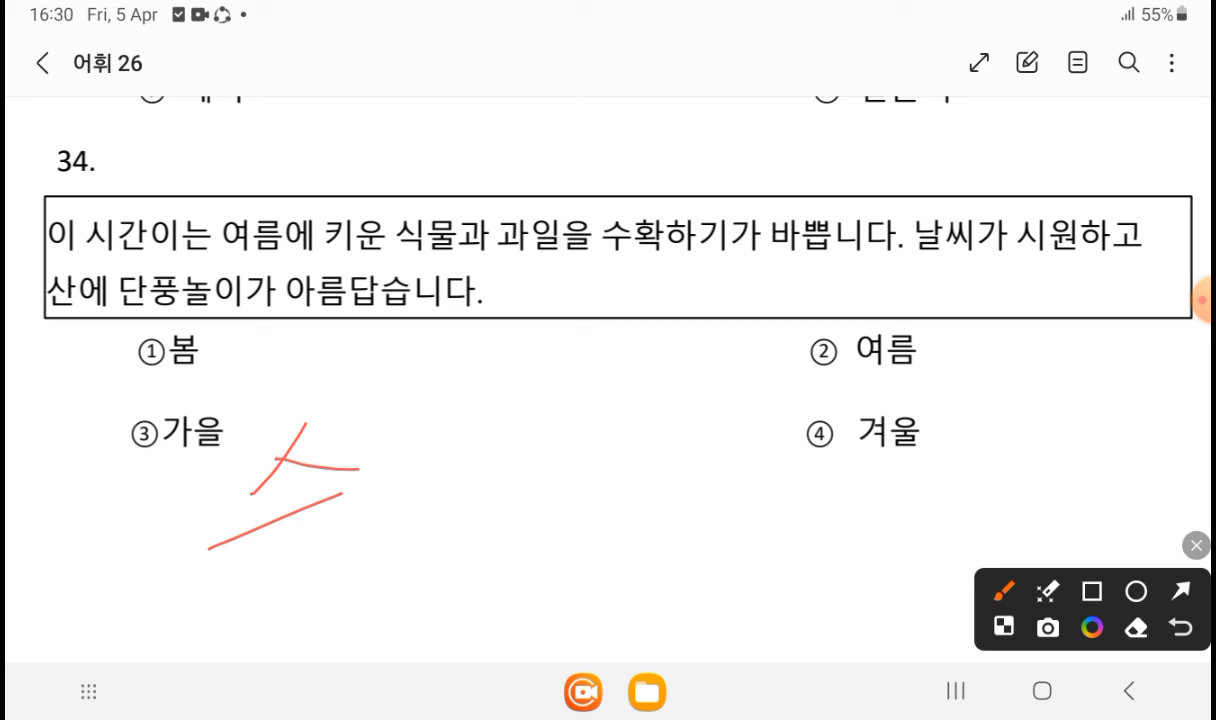 16:30 Fri, 5 Apr 55%
어휘 26
34.
이 시간이는 여름에 키운 식물과 과일을 수확하기가 바쁩니다. 날씨가 시원하고
산에 단풍놀이가 아름답습니다.
①봄 ② 여름
③가을 ④ 겨울